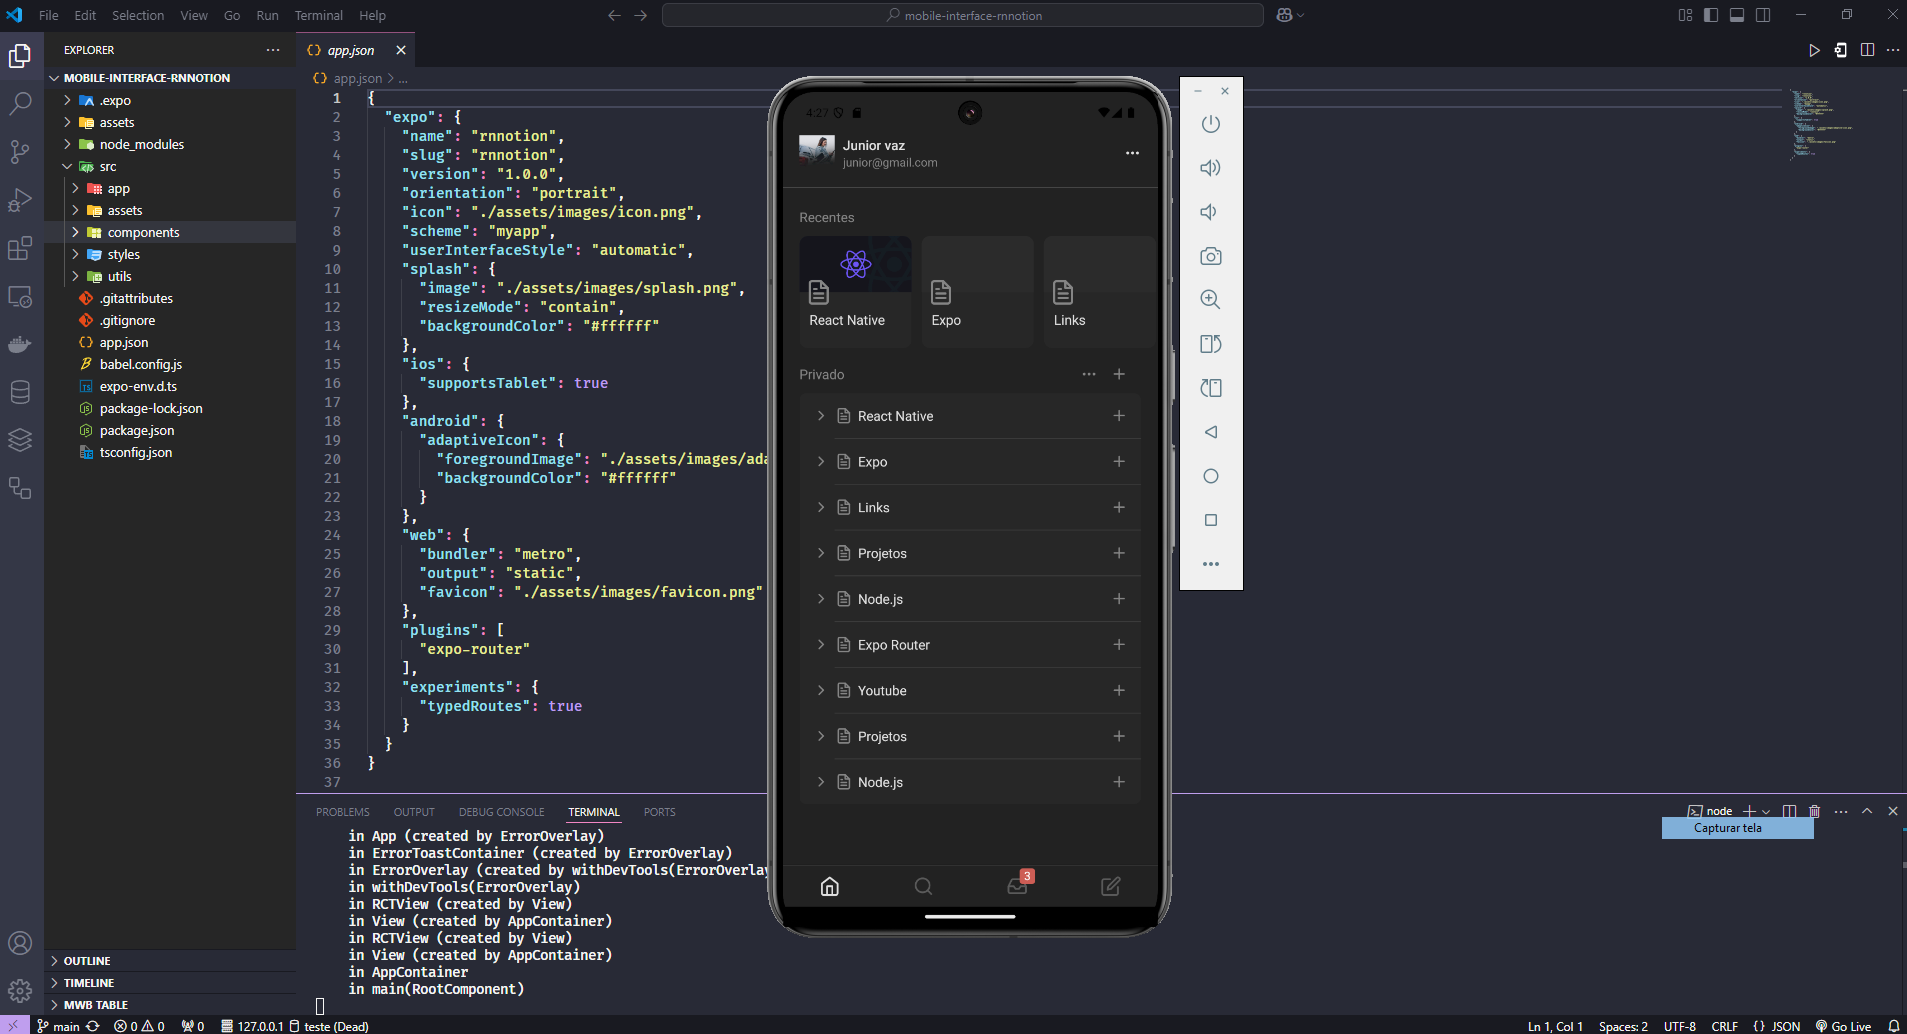 File Edit Selection View Go Run Terminal Help
mobile-interface-rnnotion
EXPLORER
MOBILE-INTERFACE-RNNOTION
.expo
assets
node_modules
src
app
assets
components
styles
utils
.gitattributes
.gitignore
app.json
babel.config.js
expo-env.d.ts
package-lock.json
package.json
tsconfig.json
OUTLINE
TIMELINE
MWB TABLE
app.json
app.json > ...
1 {
2 "expo": {
3 "name": "rnnotion",
4 "slug": "rnnotion",
5 "version": "1.0.0",
6 "orientation": "portrait",
7 "icon": "./assets/images/icon.png",
8 "scheme": "myapp",
9 "userInterfaceStyle": "automatic",
10 "splash": {
11 "image": "./assets/images/splash.png",
12 "resizeMode": "contain",
13 "backgroundColor": "#ffffff"
14 },
15 "ios": {
16 "supportsTablet": true
17 },
18 "android": {
19 "adaptiveIcon": {
20 "foregroundImage": "./assets/images/ada
21 "backgroundColor": "#ffffff"
22 }
23 },
24 "web": {
25 "bundler": "metro",
26 "output": "static",
27 "favicon": "./assets/images/favicon.png"
28 },
29 "plugins": [
30 "expo-router"
31 ],
32 "experiments": {
33 "typedRoutes": true
34 }
35 }
36 }
37
4:27
Junior vaz
junior@gmail.com
Recentes
React Native
Expo
Links
Privado
React Native
Expo
Links
Projetos
Node.js
Expo Router
Youtube
Projetos
Node.js
3
PROBLEMS OUTPUT DEBUG CONSOLE TERMINAL PORTS
node
Capturar tela
in App (created by ErrorOverlay)
in ErrorToastContainer (created by ErrorOverlay)
in ErrorOverlay (created by withDevTools(ErrorOverlay
in withDevTools(ErrorOverlay)
in RCTView (created by View)
in View (created by AppContainer)
in RCTView (created by View)
in View (created by AppContainer)
in AppContainer
in main(RootComponent)
main 0 0 0 127.0.0.1 teste (Dead)
Ln 1, Col 1 Spaces: 2 UTF-8 CRLF {} JSON Go Live